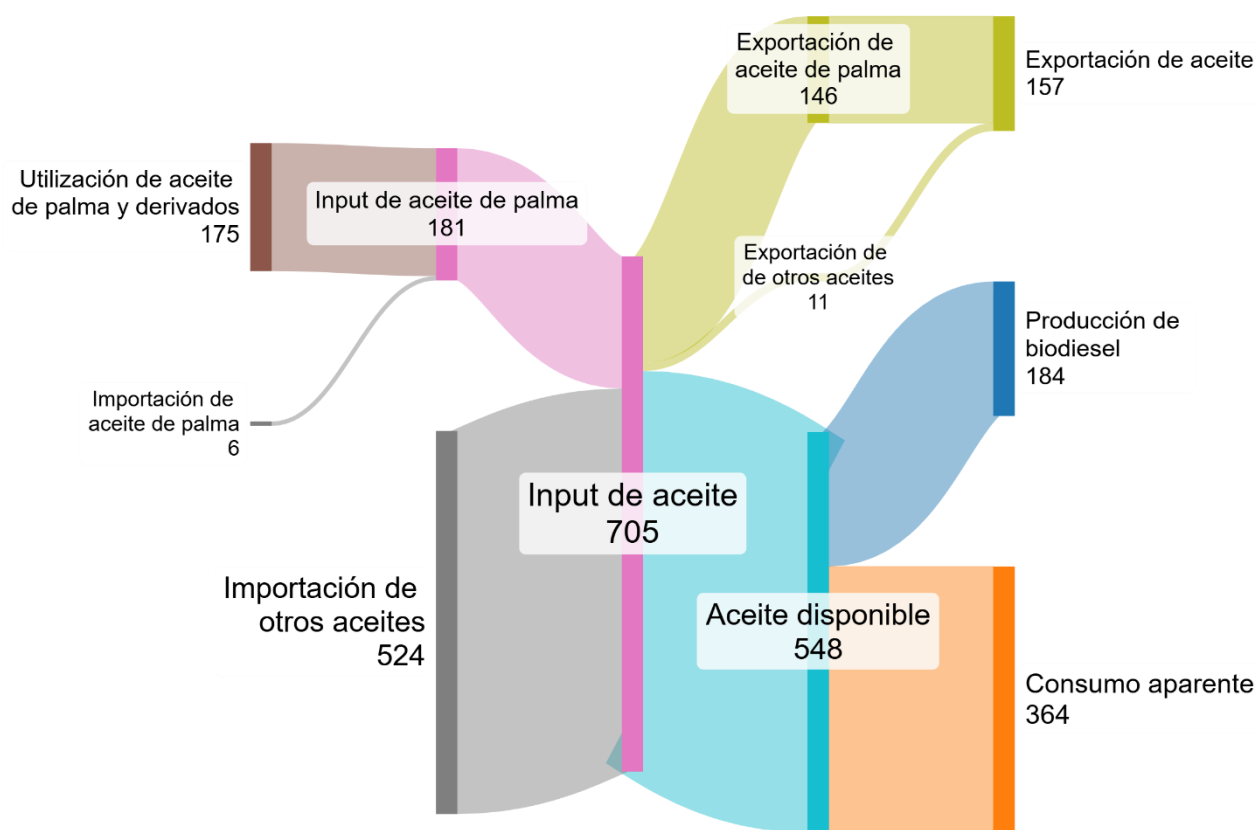 Exportación de
aceite de palma
146
Exportación de aceite
157
Utilización de aceite
de palma y derivados
175
Input de aceite de palma
181
Exportación de
de otros aceites
11
Producción de
biodiesel
184
Importación de
aceite de palma
6
Input de aceite
705
Importación de
otros aceites
524
Aceite disponible
548
Consumo aparente
364